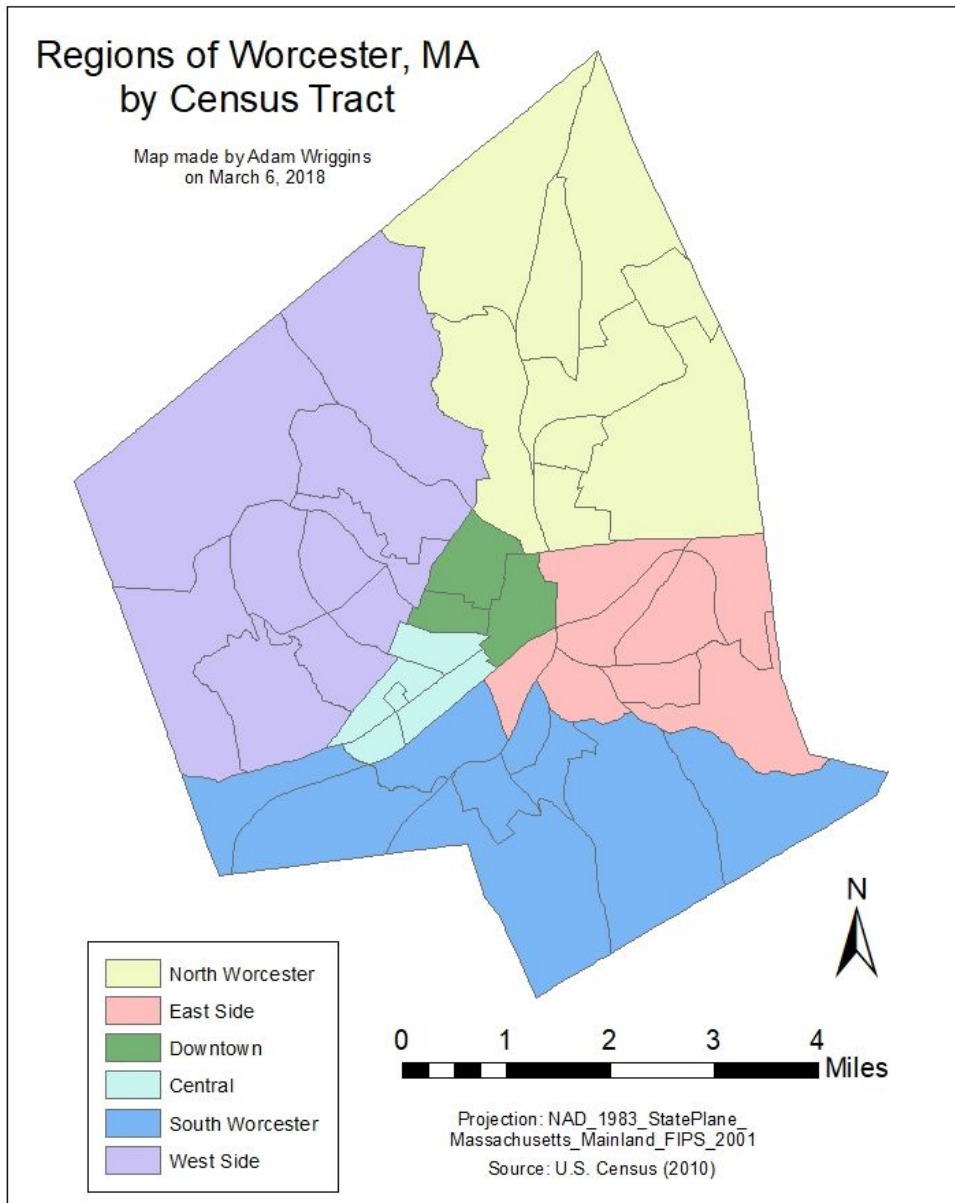 Regions of Worcester, MA
by Census Tract
Map made by Adam Wriggins
on March 6, 2018
N
North Worcester
East Side
Downtown
Central
South Worcester
West Side
0 1 2 3 4
Miles
Projection: NAD_1983_StatePlane_
Massachusetts_Mainland_FIPS_2001
Source: U.S. Census (2010)